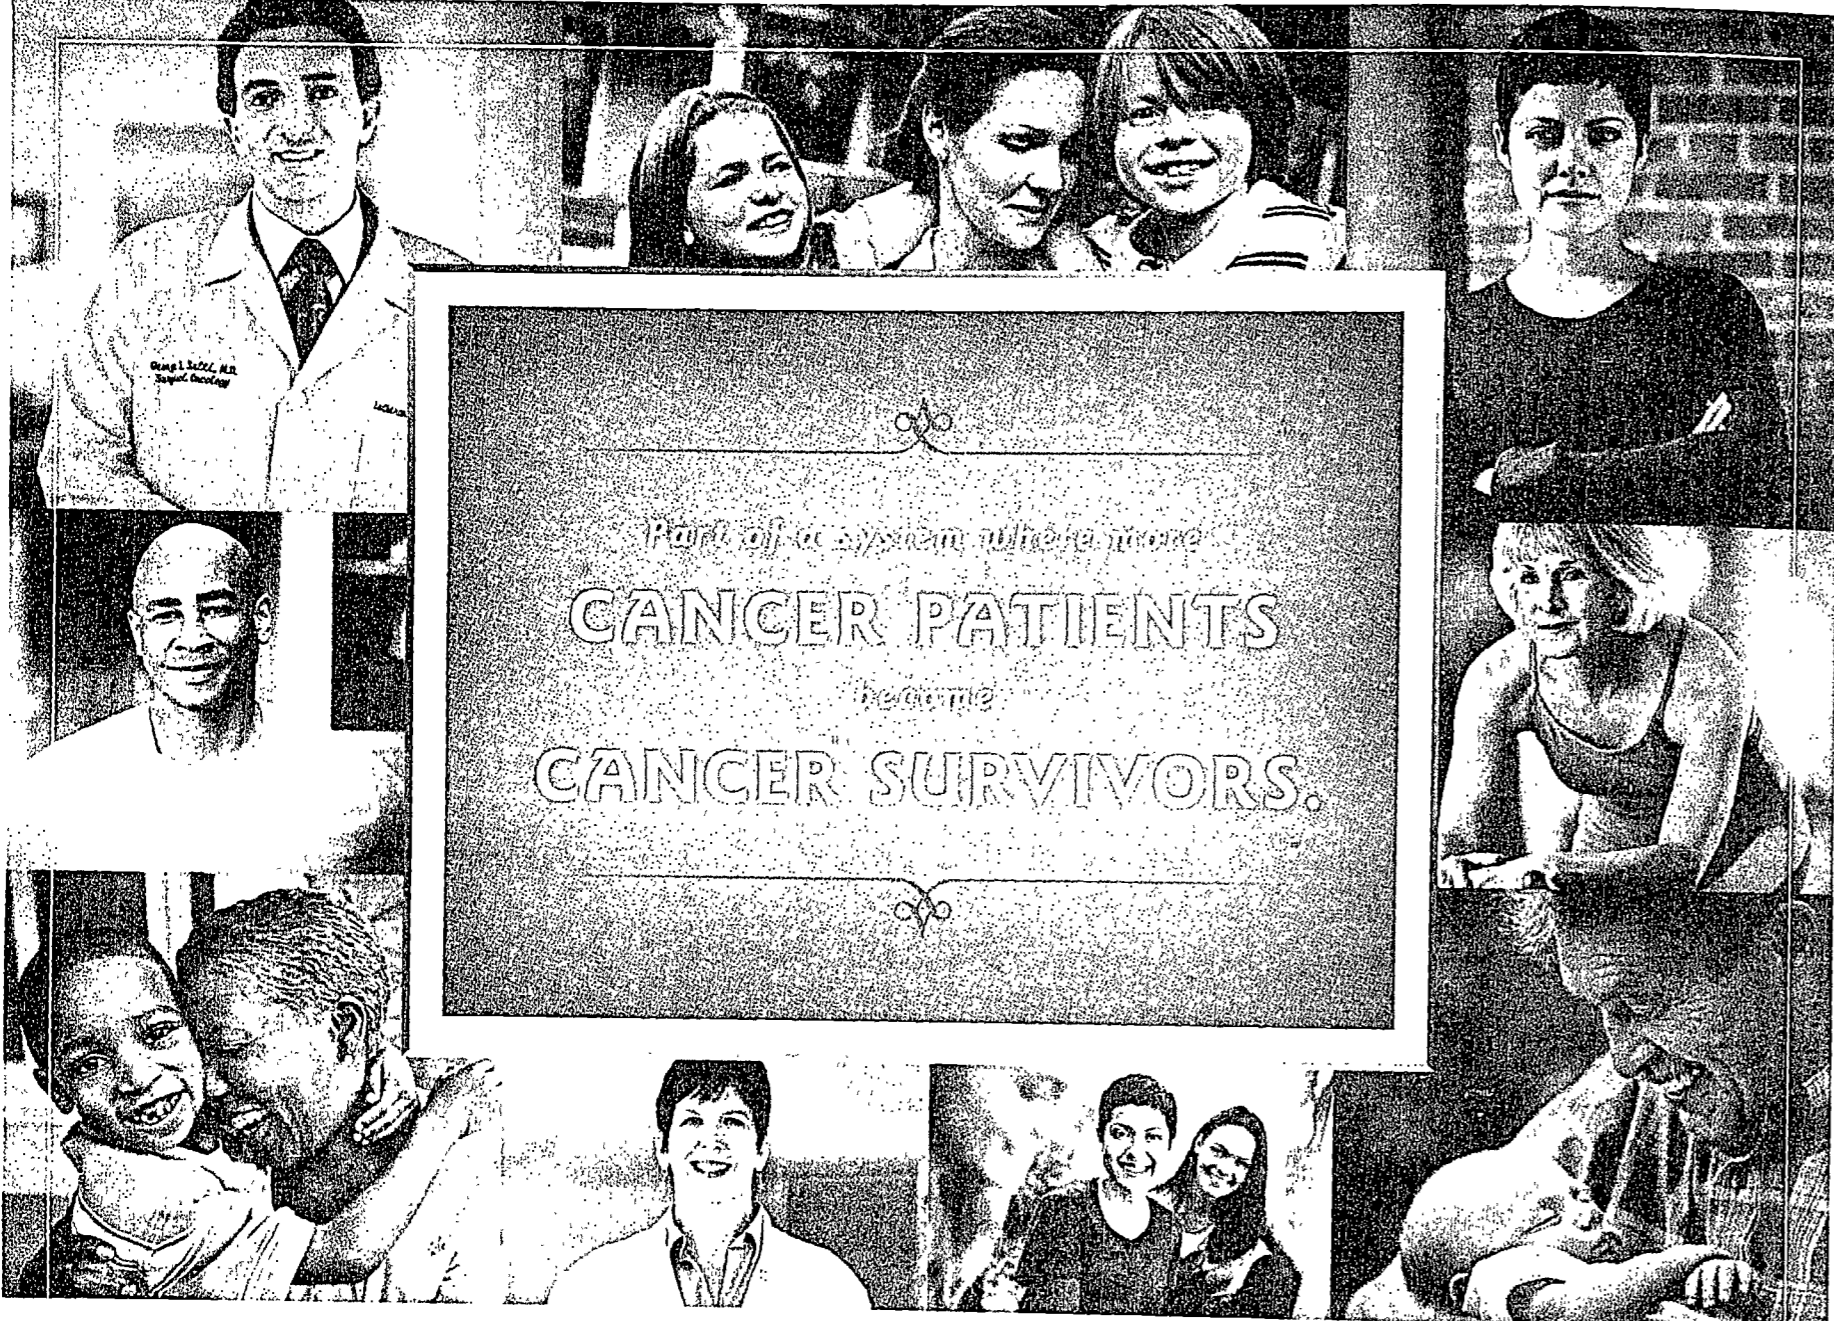 Surgical Oncology
Part of a system where more
CANCER PATIENTS
become
CANCER SURVIVORS.